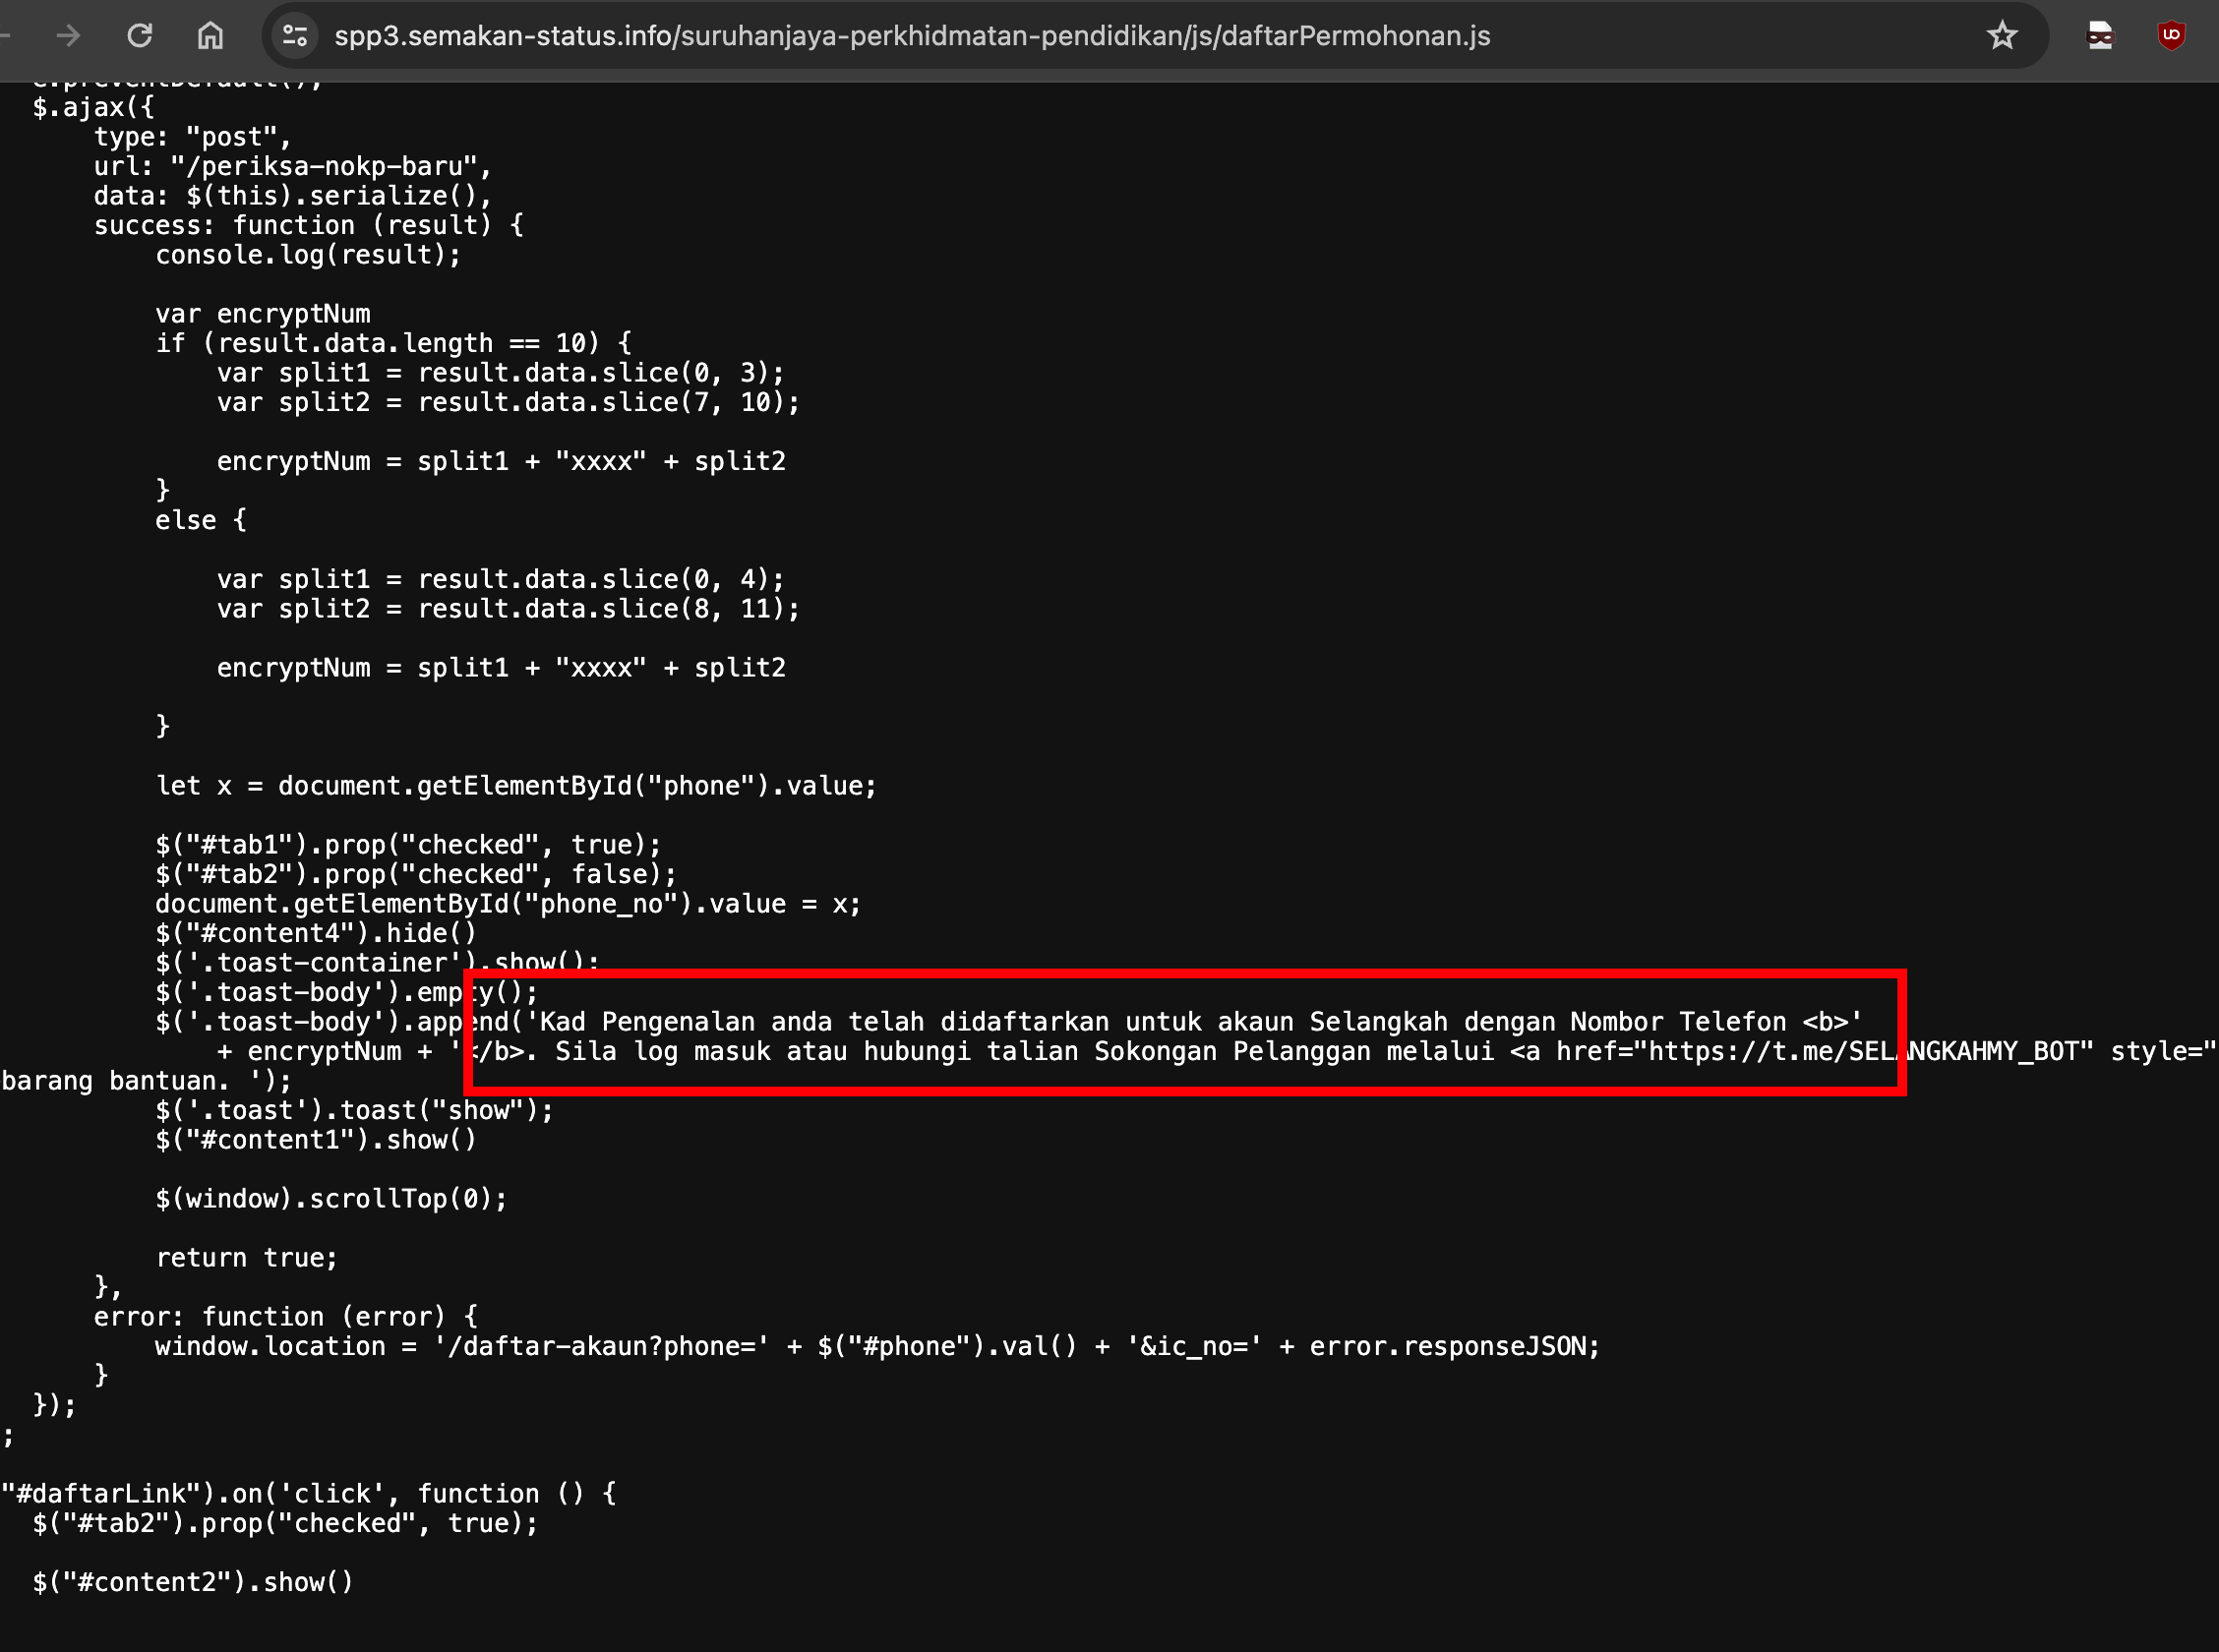 spp3.semakan-status.info/suruhanjaya-perkhidmatan-pendidikan/js/daftarPermohonan.js
e.preventDefault();
$.ajax({
type: "post",
url: "/periksa-nokp-baru",
data: $(this).serialize(),
success: function (result) {
console.log(result);
var encryptNum
if (result.data.length == 10) {
var split1 = result.data.slice(0, 3);
var split2 = result.data.slice(7, 10);
encryptNum = split1 + "xxxx" + split2
}
else {
var split1 = result.data.slice(0, 4);
var split2 = result.data.slice(8, 11);
encryptNum = split1 + "xxxx" + split2
}
let x = document.getElementById("phone").value;
$("#tab1").prop("checked", true);
$("#tab2").prop("checked", false);
document.getElementById("phone_no").value = x;
$("#content4").hide()
$('.toast-container').show();
$('.toast-body').empty();
$('.toast-body').append('Kad Pengenalan anda telah didaftarkan untuk akaun Selangkah dengan Nombor Telefon <b>'
+ encryptNum + '</b>. Sila log masuk atau hubungi talian Sokongan Pelanggan melalui <a href="https://t.me/SELANGKAHMY_BOT" style="
barang bantuan. ');
$('.toast').toast("show");
$("#content1").show()
$(window).scrollTop(0);
return true;
},
error: function (error) {
window.location = '/daftar-akaun?phone=' + $("#phone").val() + '&ic_no=' + error.responseJSON;
}
});
;
"#daftarLink").on('click', function () {
$("#tab2").prop("checked", true);
$("#content2").show()